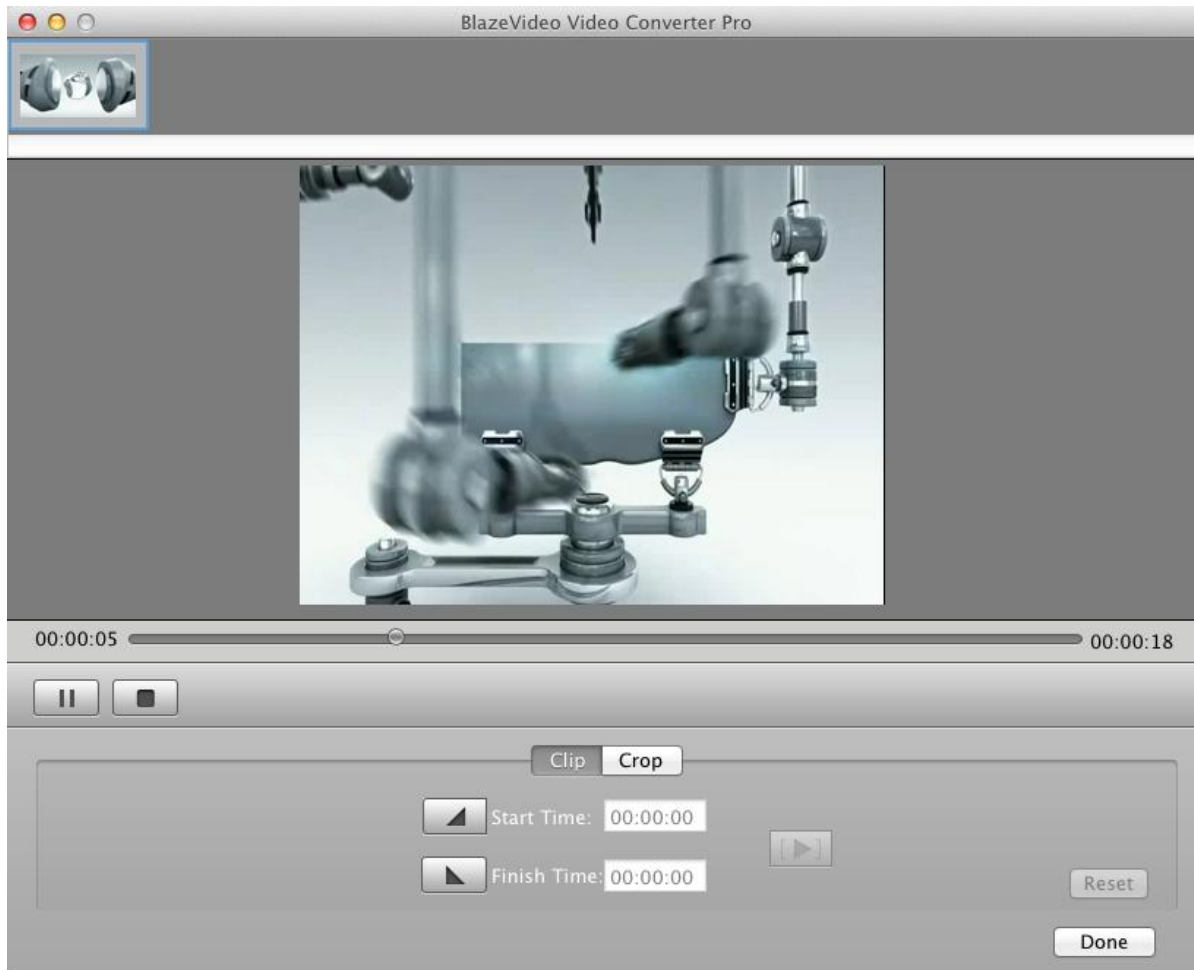 BlazeVideo Video Converter Pro
00:00:05
00:00:18
Clip
Crop
Start Time: 00:00:00
Finish Time: 00:00:00
Reset
Done